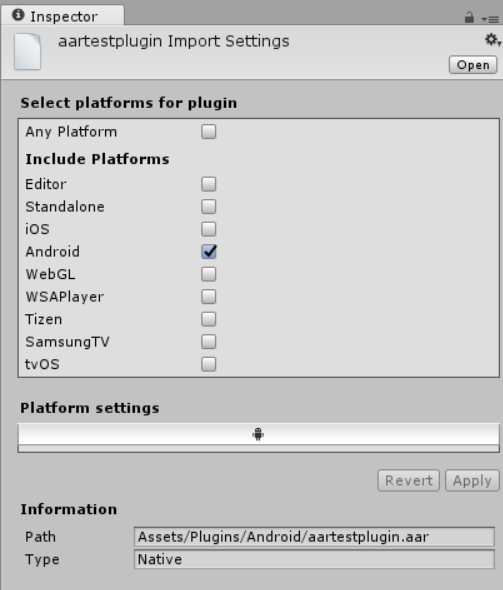 Inspector
aartestplugin Import Settings
Open
Select platforms for plugin
Any Platform
Include Platforms
Editor
Standalone
iOS
Android
WebGL
WSAPlayer
Tizen
SamsungTV
tvOS
Platform settings
Revert Apply
Information
Path Assets/Plugins/Android/aartestplugin.aar
Type Native